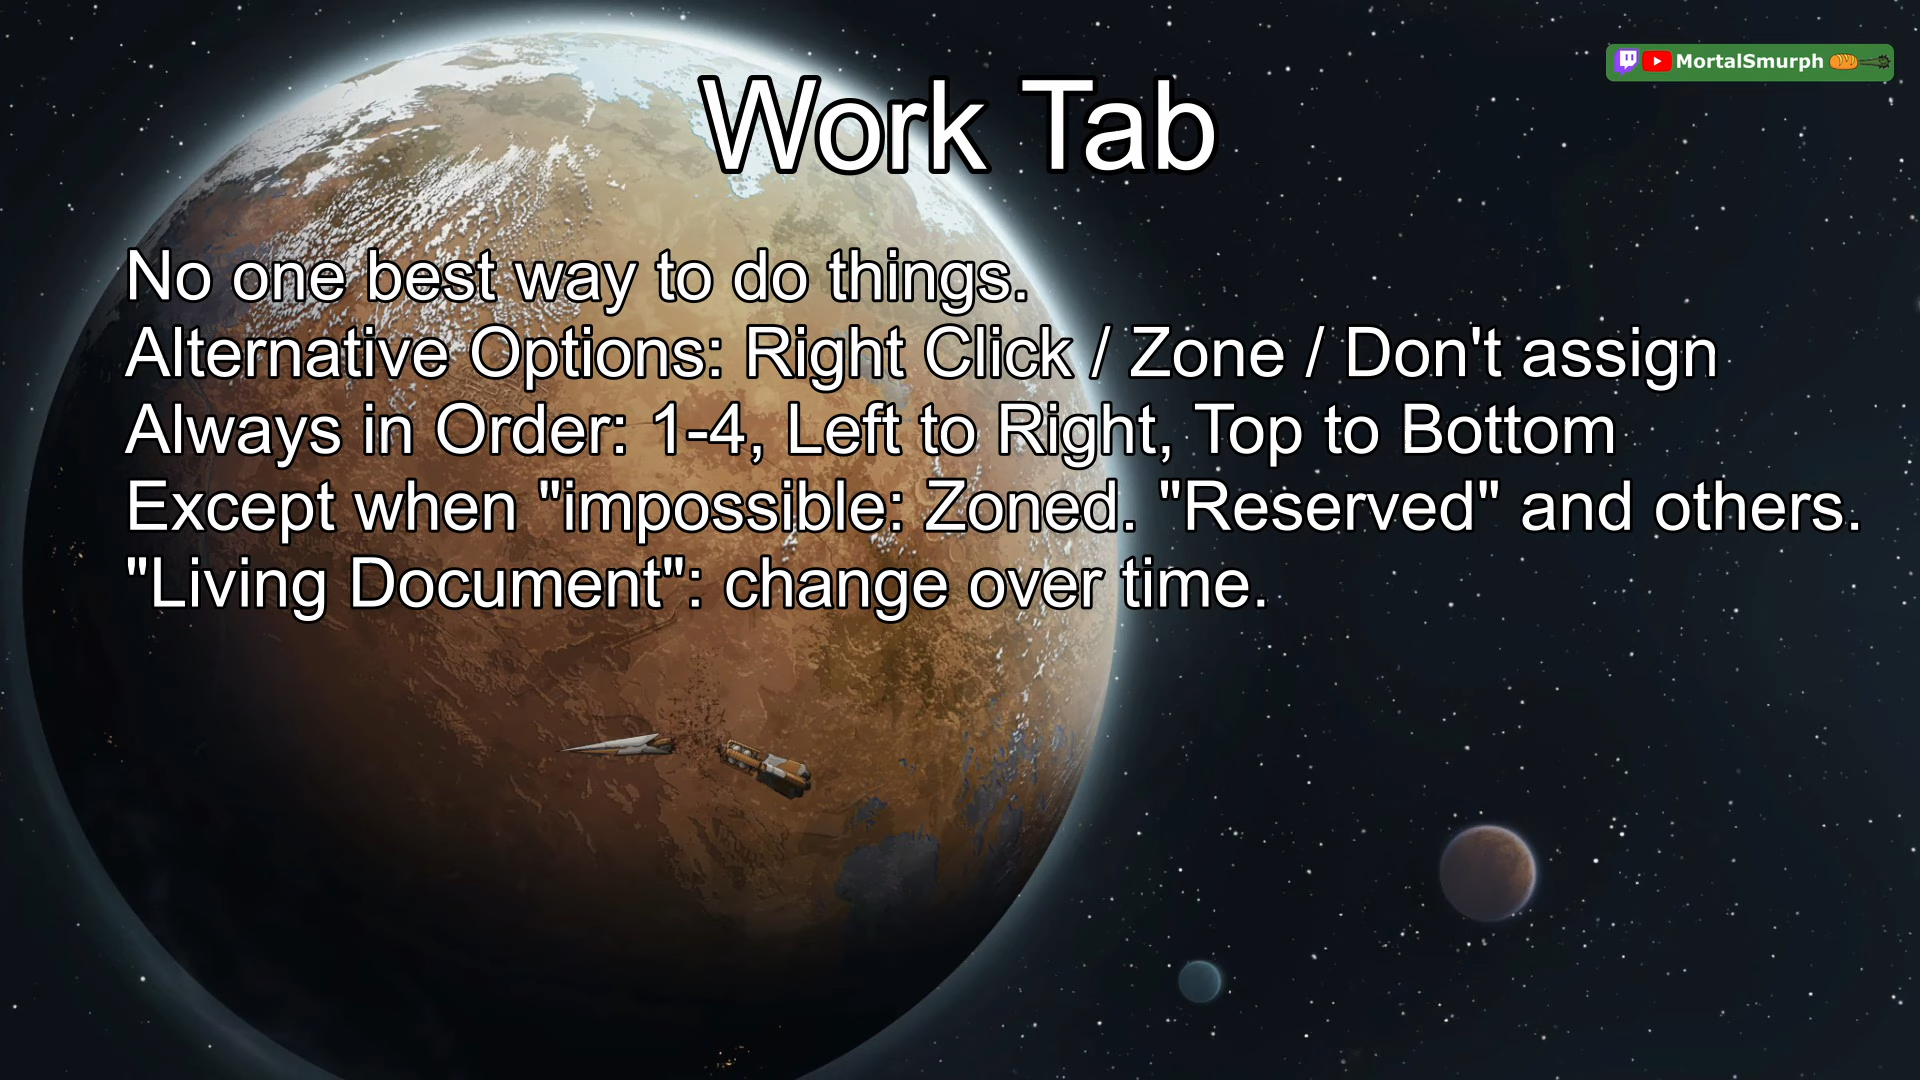 MortalSmurph
Work Tab
No one best way to do things.
Alternative Options: Right Click / Zone / Don't assign
Always in Order: 1-4, Left to Right, Top to Bottom
Except when "impossible: Zoned. "Reserved" and others.
"Living Document": change over time.